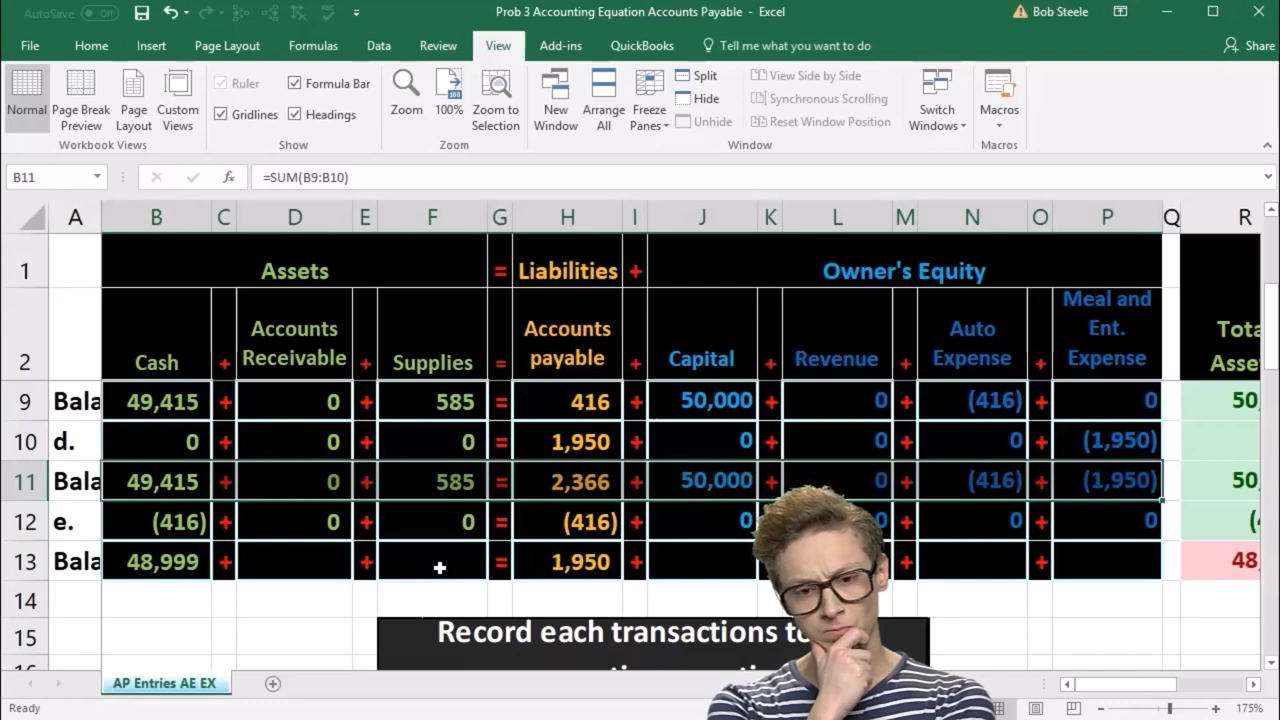 AutoSave Off
Prob 3 Accounting Equation Accounts Payable - Excel
Bob Steele
File Home Insert Page Layout Formulas Data Review View Add-ins QuickBooks Tell me what you want to do Share
Normal
Page Break Preview
Page Layout
Custom Views
Workbook Views
Ruler
Formula Bar
Gridlines
Headings
Show
Zoom
100%
Zoom to Selection
Zoom
New Window
Arrange All
Freeze Panes
Split
Hide
Unhide
View Side by Side
Synchronous Scrolling
Reset Window Position
Window
Switch Windows
Macros
Macros
B11 fx =SUM(B9:B10)
A B C D E F G H I J K L M N O P Q R
1 Assets = Liabilities + Owner's Equity
2 Cash + Accounts Receivable + Supplies = Accounts payable + Capital + Revenue + Auto Expense + Meal and Ent. Expense Tota Asse
9 Bala 49,415 + 0 + 585 = 416 + 50,000 + 0 + (416) + 0 50,
10 d. 0 + 0 + 0 = 1,950 + 0 + 0 + 0 + (1,950)
11 Bala 49,415 + 0 + 585 = 2,366 + 50,000 + 0 + (416) + (1,950) 50,
12 e. (416) + 0 + 0 = (416) + 0 0 + 0 + 0 (4
13 Bala 48,999 + + = 1,950 + + + 48,
14
15 Record each transactions to
AP Entries AE EX
Ready 175%